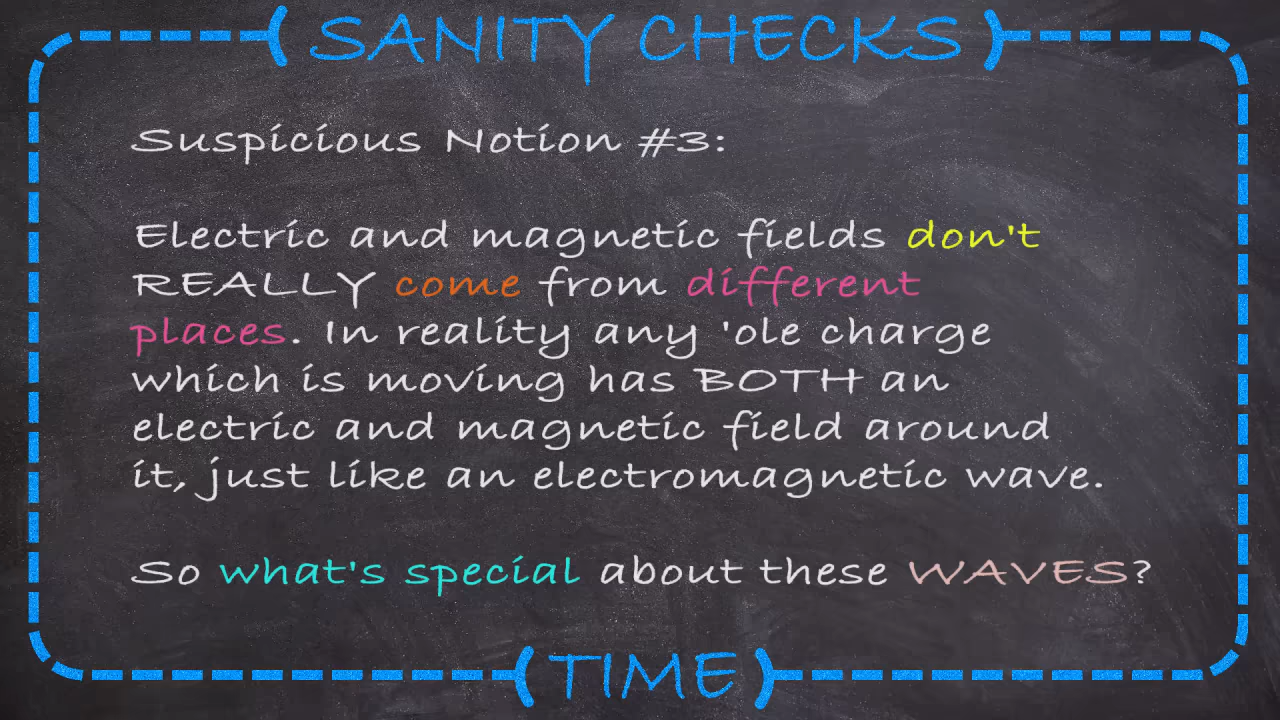 SANITY CHECKS
Suspicious Notion #3:
Electric and magnetic fields don't
REALLY come from different
places. In reality any 'ole charge
which is moving has BOTH an
electric and magnetic field around
it, just like an electromagnetic wave.
So what's special about these WAVES?
TIME